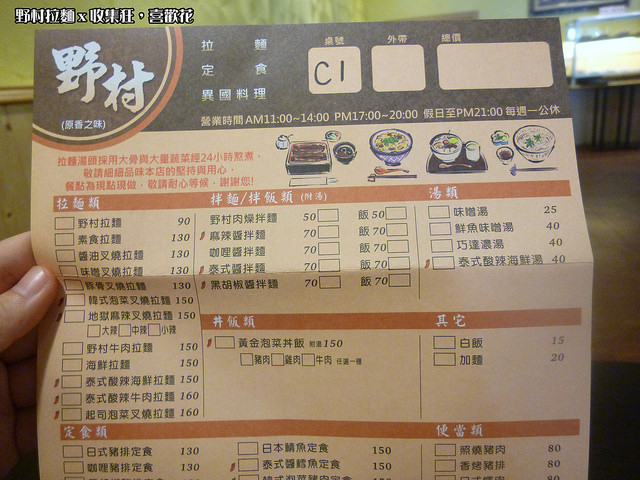 野村拉麵 x 收集狂，喜歡花
野村
(原香之味)
拉 麵
定 食
異國料理
桌號
C1
外帶
總價
營業時間 AM11:00~14:00 PM17:00~20:00 假日至PM21:00 每週一公休
拉麵湯頭採用大骨與大量蔬菜經24小時熬煮，
敬請細細品味本店的堅持與用心，
餐點為現點現做，敬請耐心等候，謝謝您!
拉麵類
野村拉麵 90
素食拉麵 130
醬油叉燒拉麵 130
味噌叉燒拉麵 130
豚骨叉燒拉麵 130
韓式泡菜叉燒拉麵 150
地獄麻辣叉燒拉麵 150
大辣 中辣 小辣
野村牛肉拉麵 150
海鮮拉麵 150
泰式酸辣海鮮拉麵 150
泰式酸辣牛肉拉麵 160
起司泡菜叉燒拉麵 160
拌麵/拌飯類 (附湯)
野村肉燥拌麵 50 飯 50
麻辣醬拌麵 70 飯 70
咖哩醬拌麵 70 飯 70
泰式醬拌麵 70 飯 70
黑胡椒醬拌麵 70 飯 70
丼飯類
黃金泡菜丼飯 附湯 150
豬肉 雞肉 牛肉 任選一種
湯類
味噌湯 25
鮮魚味噌湯 40
巧達濃湯 40
泰式酸辣海鮮湯 40
其它
白飯 15
加麵 20
定食類
日式豬排定食 130
咖哩豬排定食 130
日本鯖魚定食 150
泰式醬鱈魚定食 150
便當類
照燒豬肉 80
香烤豬排 80